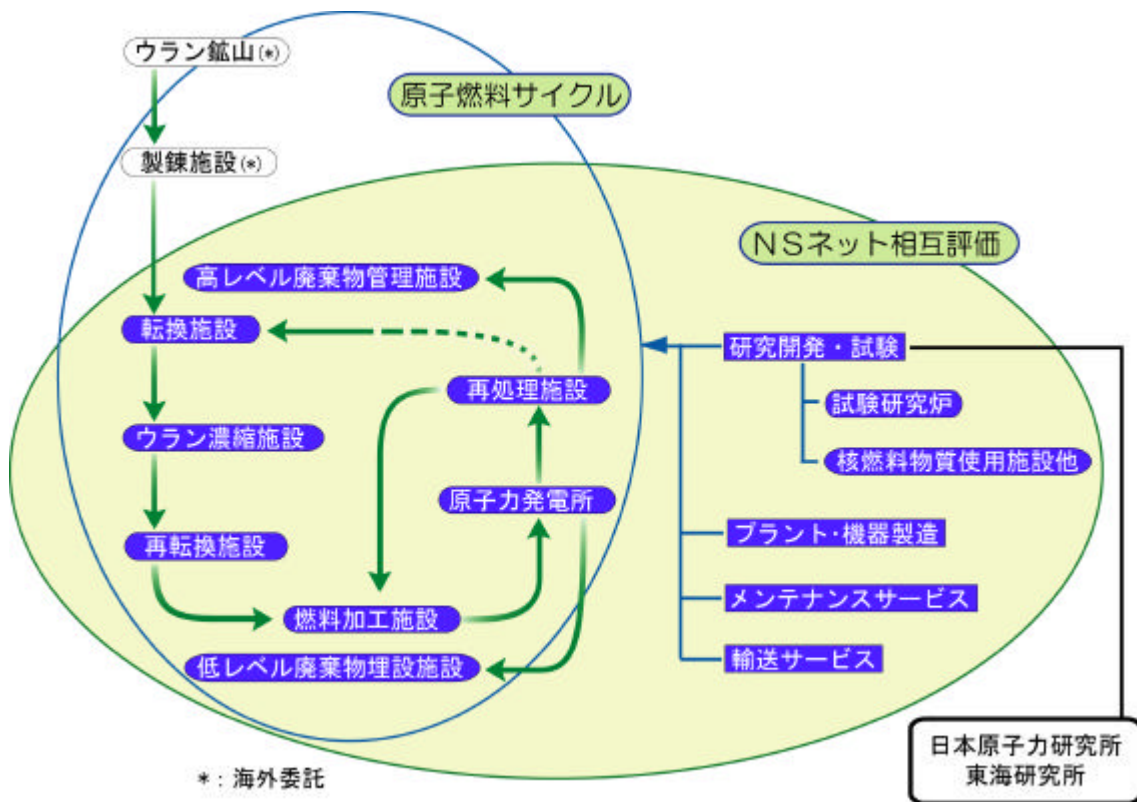 ウラン鉱山(*)
原子燃料サイクル
製錬施設(*)
NSネット相互評価
高レベル廃棄物管理施設
転換施設
研究開発・試験
再処理施設
試験研究炉
ウラン濃縮施設
核燃料物質使用施設他
原子力発電所
プラント・機器製造
再転換施設
メンテナンスサービス
燃料加工施設
輸送サービス
低レベル廃棄物埋設施設
日本原子力研究所
東海研究所
*：海外委託